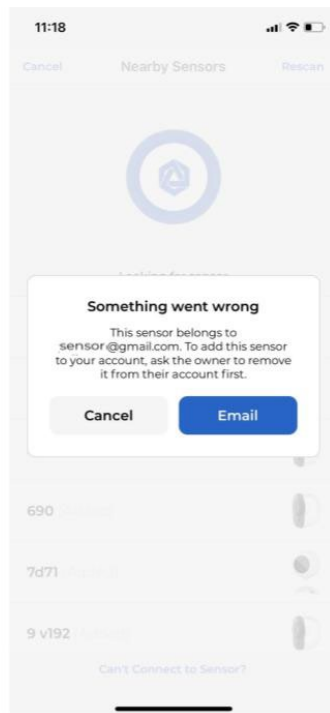 11:18
Cancel Nearby Sensors Rescan
Something went wrong
This sensor belongs to
sensor@gmail.com. To add this sensor
to your account, ask the owner to remove
it from their account first.
Cancel Email
690
7d71
9 v192
Can't Connect to Sensor?